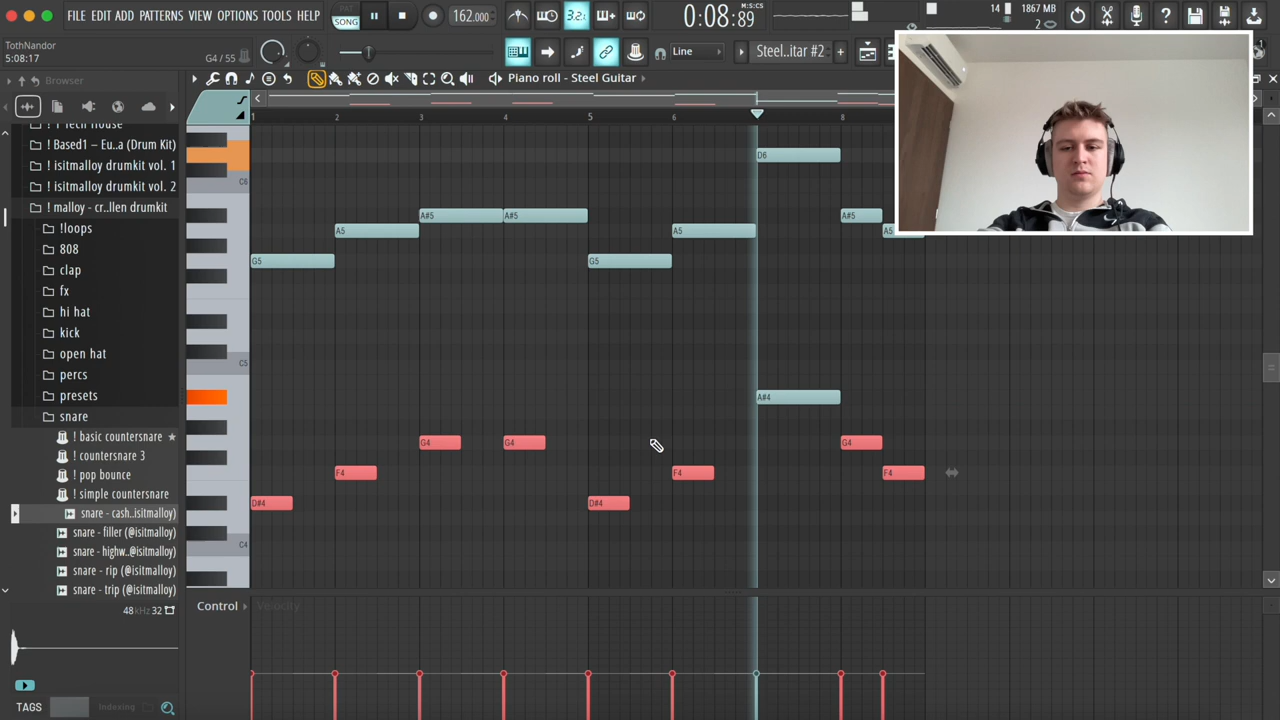 FILE EDIT ADD PATTERNS VIEW OPTIONS TOOLS HELP
PAT
SONG
162.000
3.2.
0:08:89
M:S:CS
14
1867 MB
2
TothNandor
5:08:17
G4 / 55
Line
Steel..itar #2
Browser
Piano roll - Steel Guitar
! Based1 – Eu..a (Drum Kit)
! isitmalloy drumkit vol. 1
! isitmalloy drumkit vol. 2
! malloy - cr..llen drumkit
!loops
808
clap
fx
hi hat
kick
open hat
percs
presets
snare
! basic countersnare
! countersnare 3
! pop bounce
! simple countersnare
snare - cash..isitmalloy)
snare - filler (@isitmalloy)
snare - highw..@isitmalloy)
snare - rip (@isitmalloy)
snare - trip (@isitmalloy)
48kHz 32
TAGS
Indexing
1 2 3 4 5 6 8
C6
C5
C4
D6
A#5 A#5 A#5
A5 A5 A5
G5 G5
A#4
G4 G4 G4
F4 F4 F4
D#4 D#4
Control
Velocity